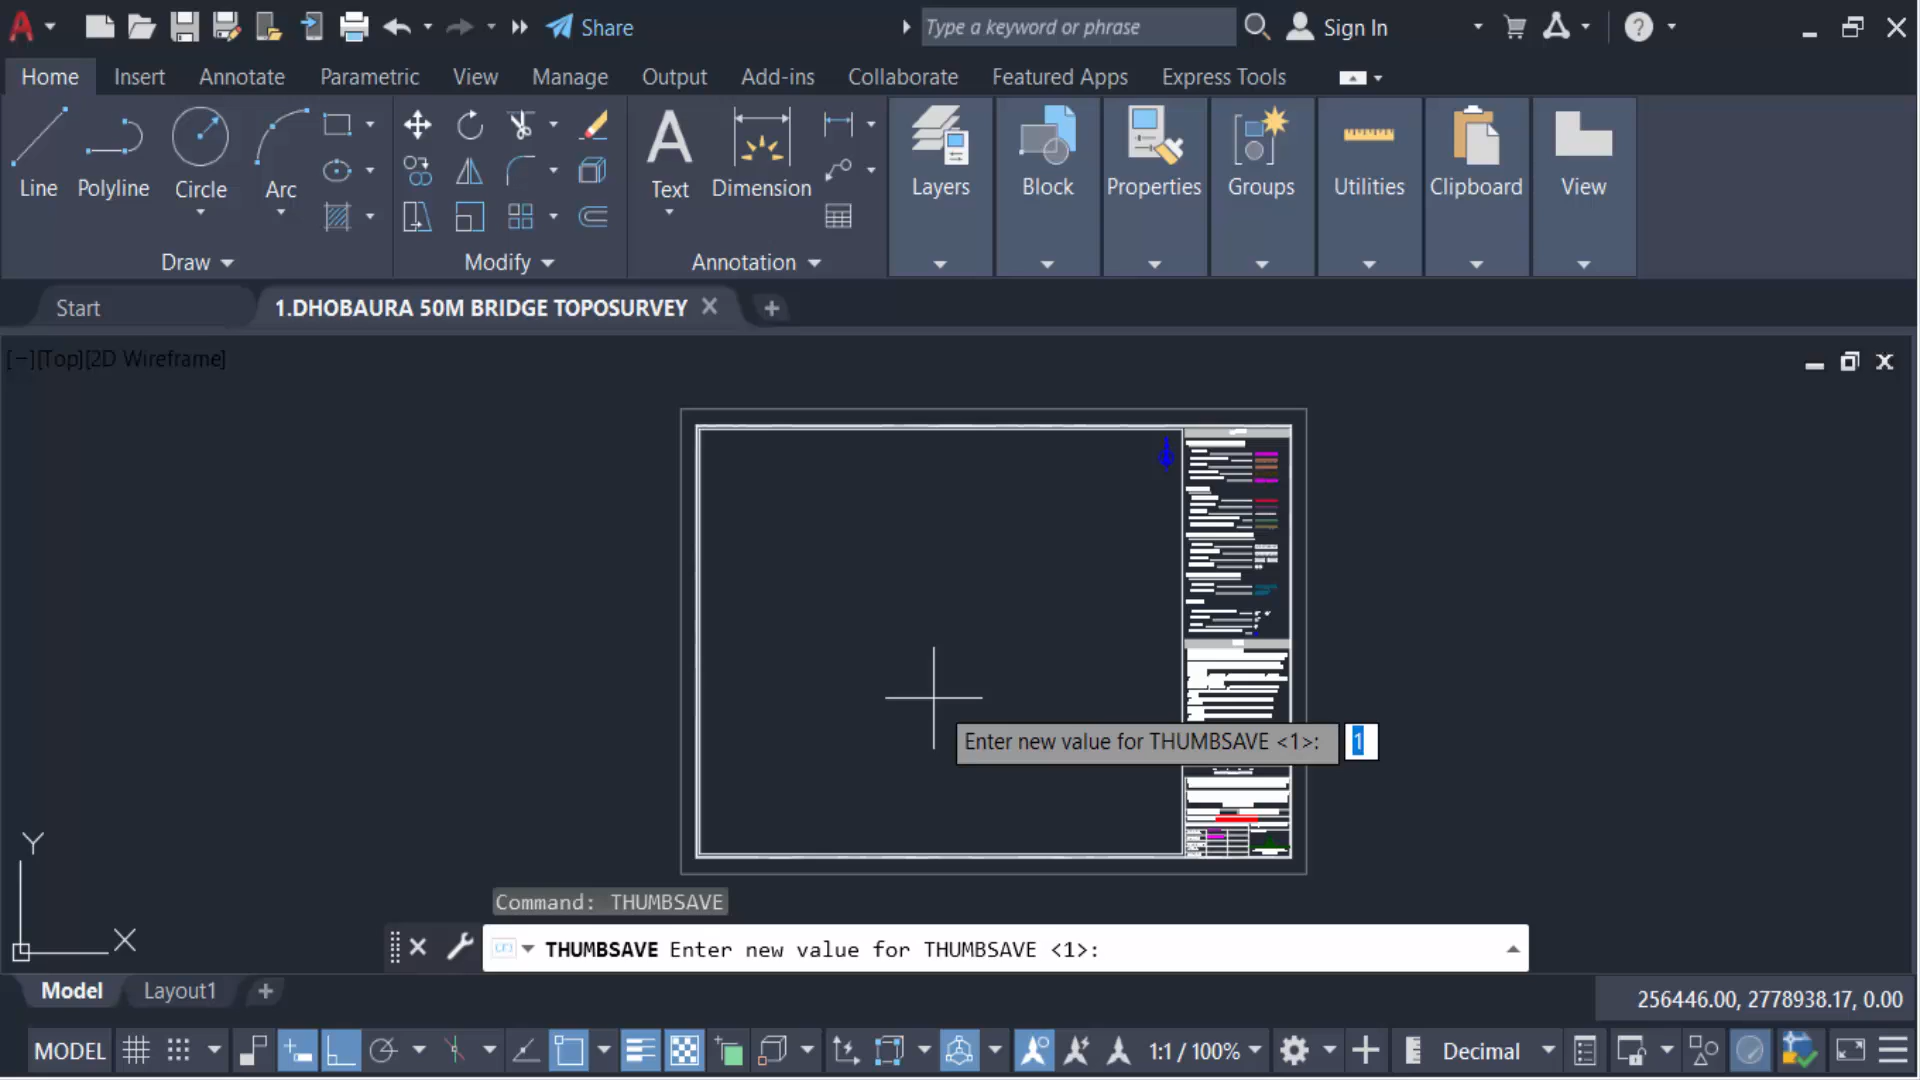 Share
Type a keyword or phrase
Sign In
Home Insert Annotate Parametric View Manage Output Add-ins Collaborate Featured Apps Express Tools
Line Polyline Circle Arc Text Dimension Layers Block Properties Groups Utilities Clipboard View
Draw Modify Annotation
Start 1.DHOBAURA 50M BRIDGE TOPOSURVEY
[−][Top][2D Wireframe]
Enter new value for THUMBSAVE <1>: 1
Y
X
Command: THUMBSAVE
THUMBSAVE Enter new value for THUMBSAVE <1>:
Model Layout1
256446.00, 2778938.17, 0.00
MODEL 1:1 / 100% Decimal